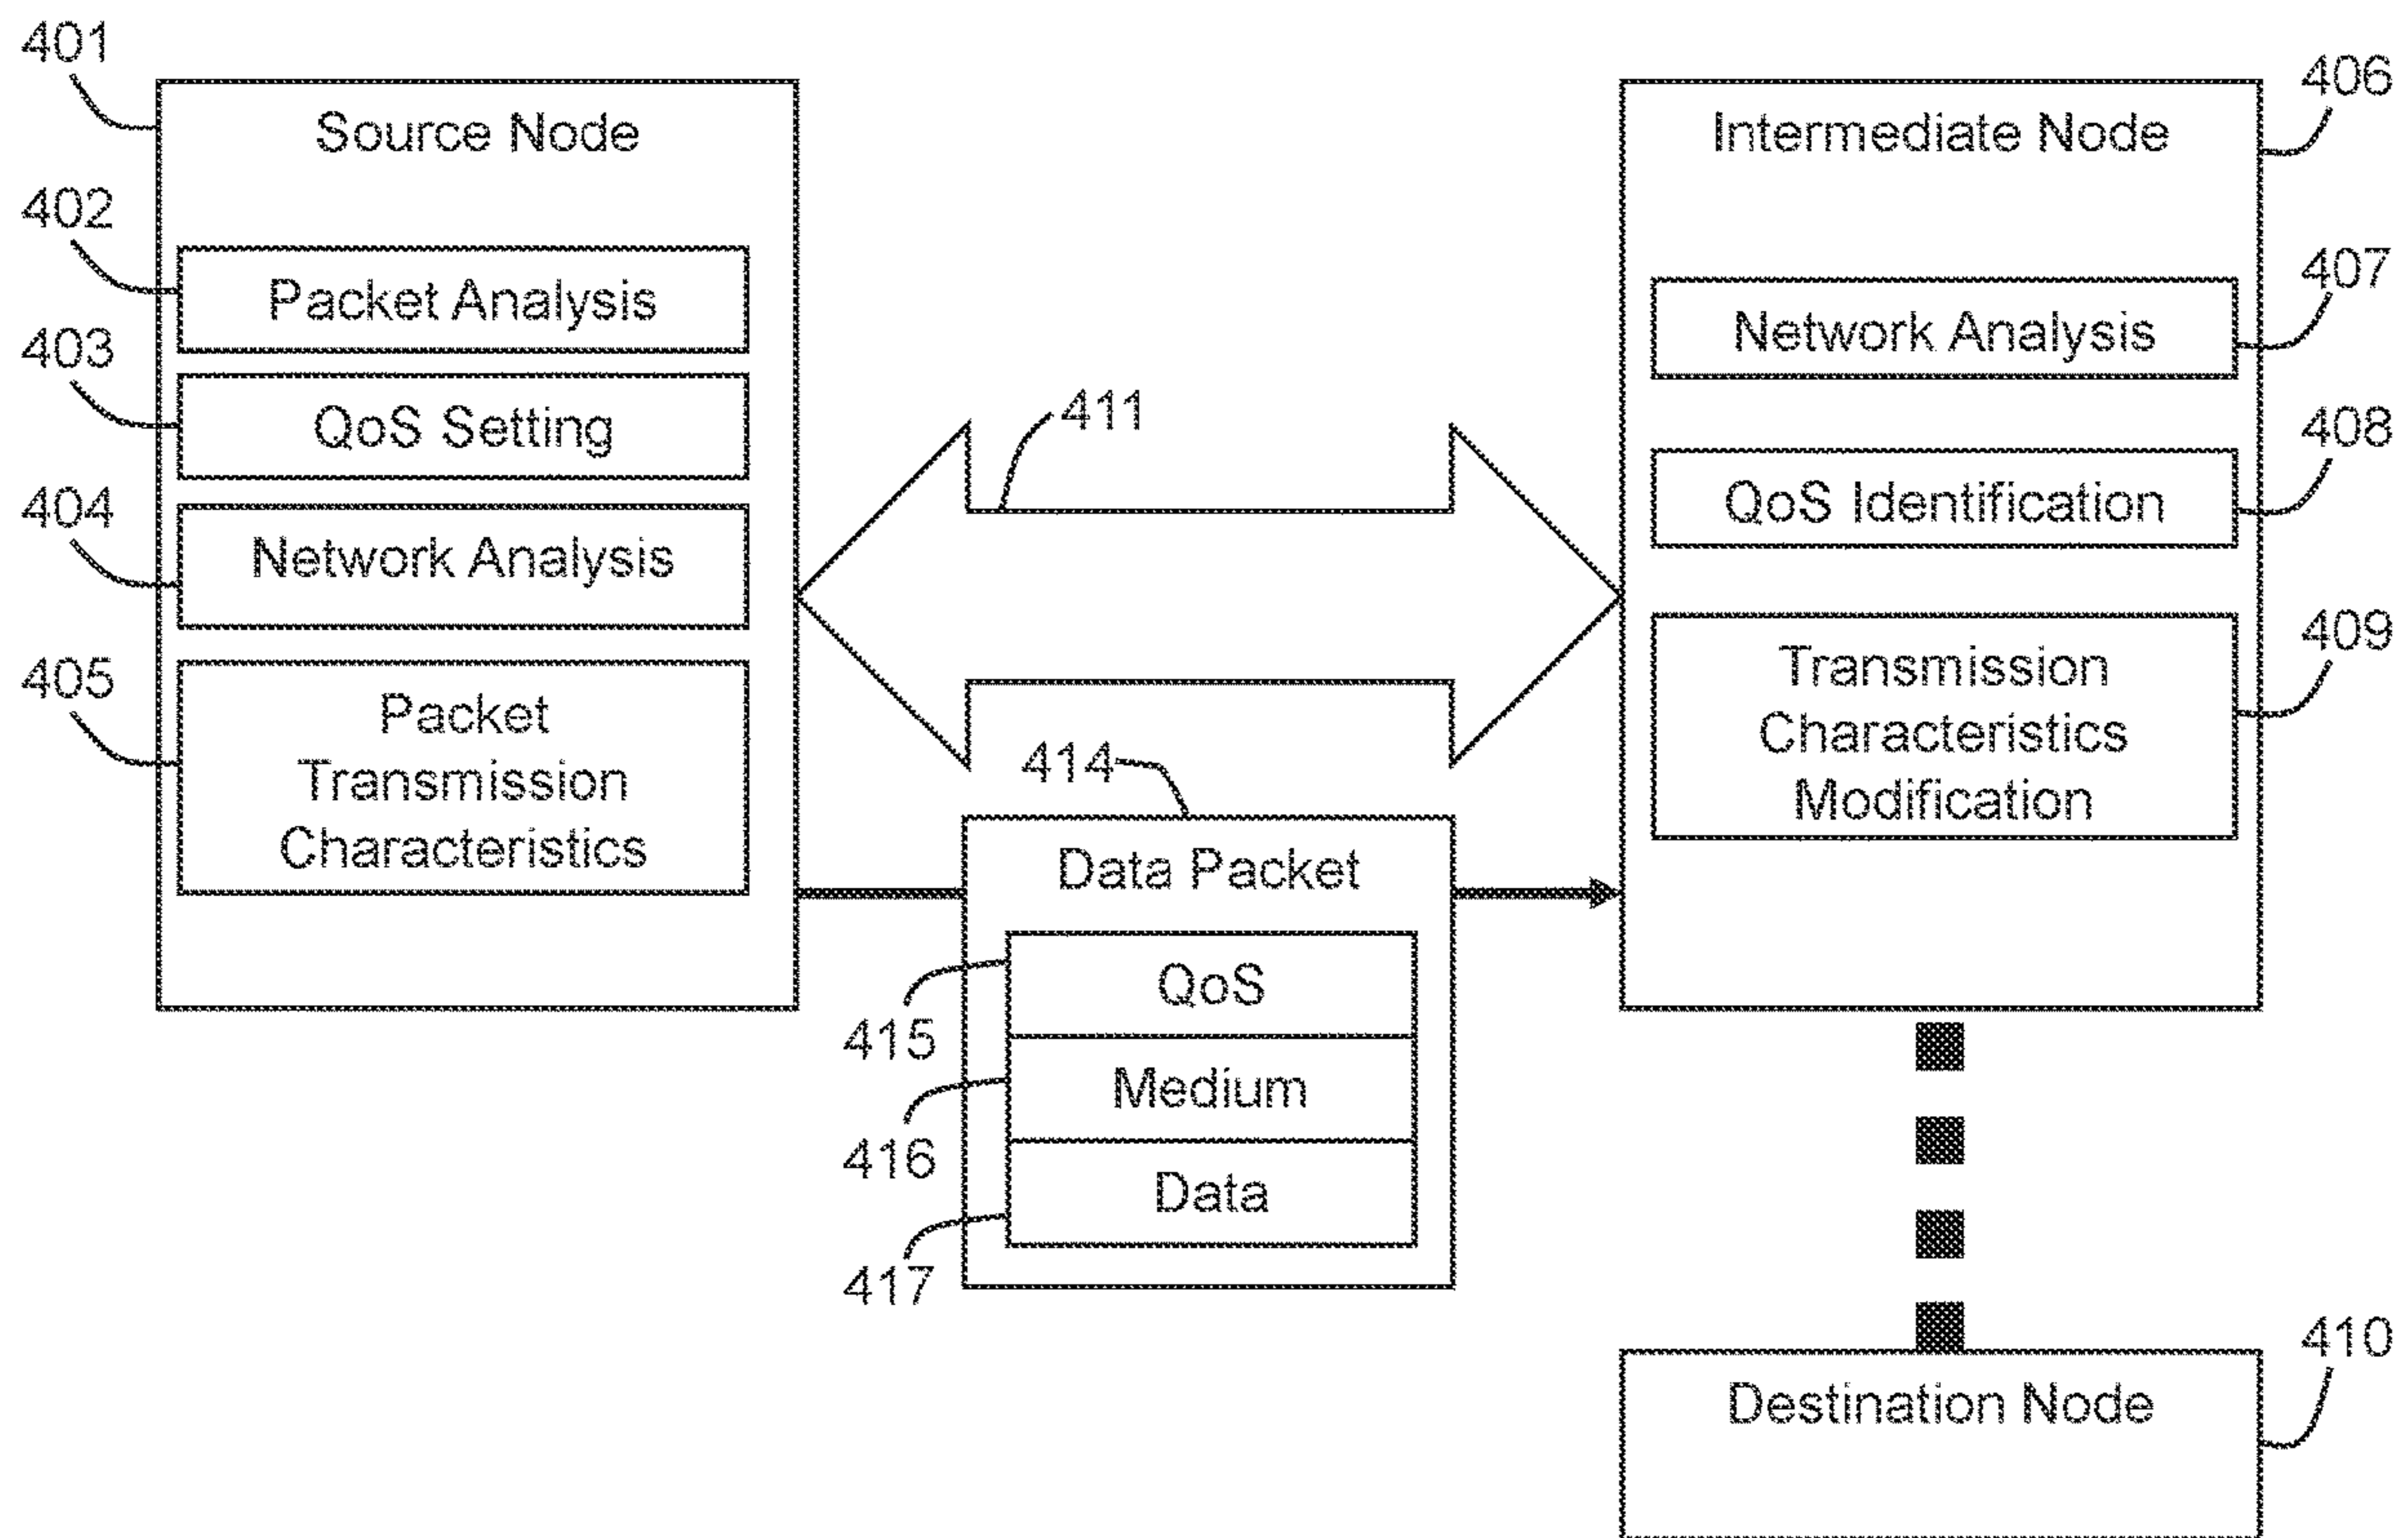 401
Source Node
402
Packet Analysis
403
QoS Setting
404
Network Analysis
405
Packet
Transmission
Characteristics
411
414
Data Packet
415
QoS
416
Medium
417
Data
406
Intermediate Node
407
Network Analysis
408
QoS Identification
409
Transmission
Characteristics
Modification
410
Destination Node